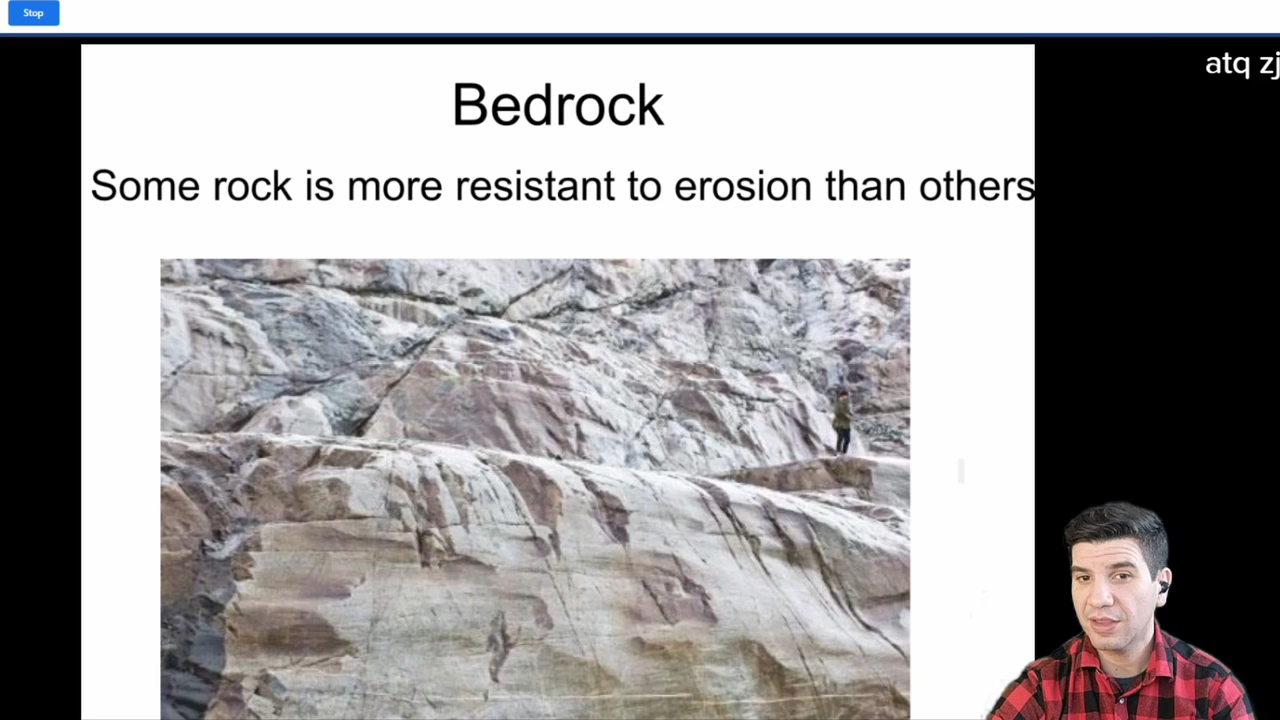 Stop
atq zj
Bedrock
Some rock is more resistant to erosion than others